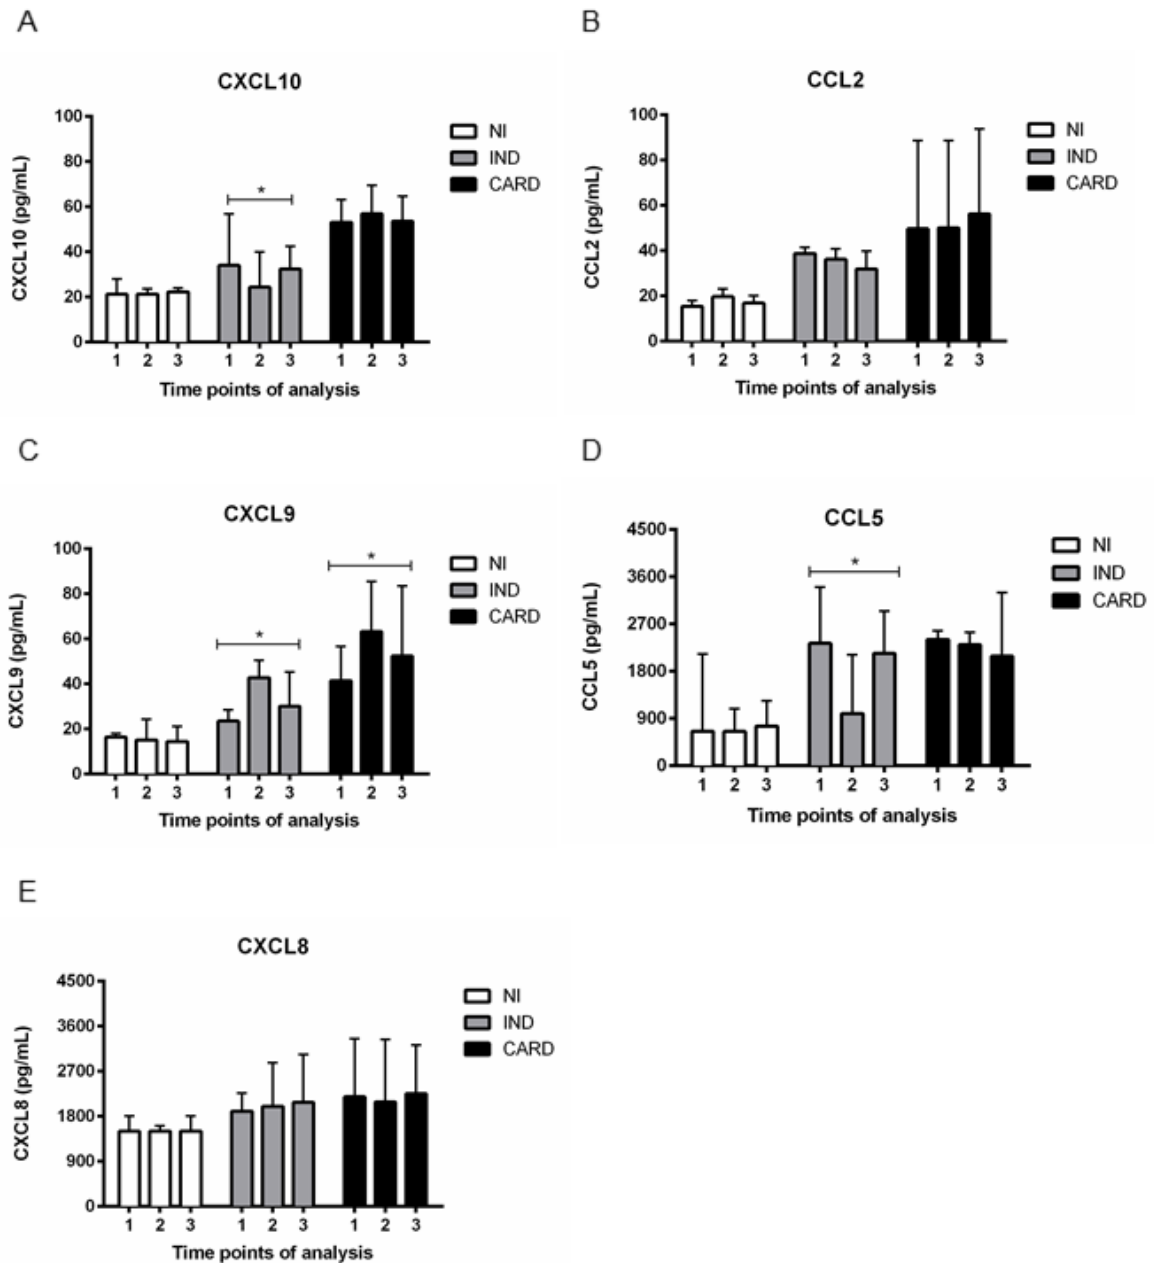 A
CXCL10
CXCL10 (pg/mL)
100
80
60
40
20
0
*
NI
IND
CARD
1 2 3 1 2 3 1 2 3
Time points of analysis
B
CCL2
CCL2 (pg/mL)
100
80
60
40
20
0
NI
IND
CARD
1 2 3 1 2 3 1 2 3
Time points of analysis
C
CXCL9
CXCL9 (pg/mL)
100
80
60
40
20
0
*
*
NI
IND
CARD
1 2 3 1 2 3 1 2 3
Time points of analysis
D
CCL5
CCL5 (pg/mL)
4500
3600
2700
1800
900
0
*
NI
IND
CARD
1 2 3 1 2 3 1 2 3
Time points of analysis
E
CXCL8
CXCL8 (pg/mL)
4500
3600
2700
1800
900
0
NI
IND
CARD
1 2 3 1 2 3 1 2 3
Time points of analysis